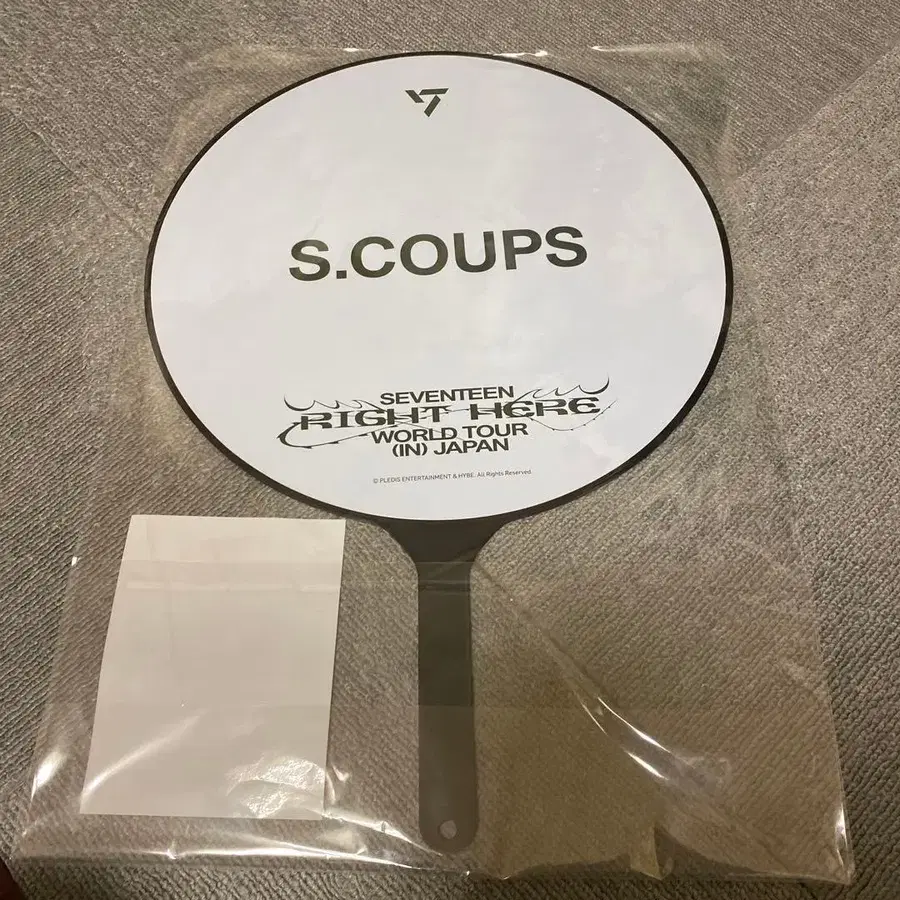 S.COUPS
SEVENTEEN
RIGHT HERE
WORLD TOUR
(IN) JAPAN
© PLEDIS ENTERTAINMENT & HYBE. All Rights Reserved.